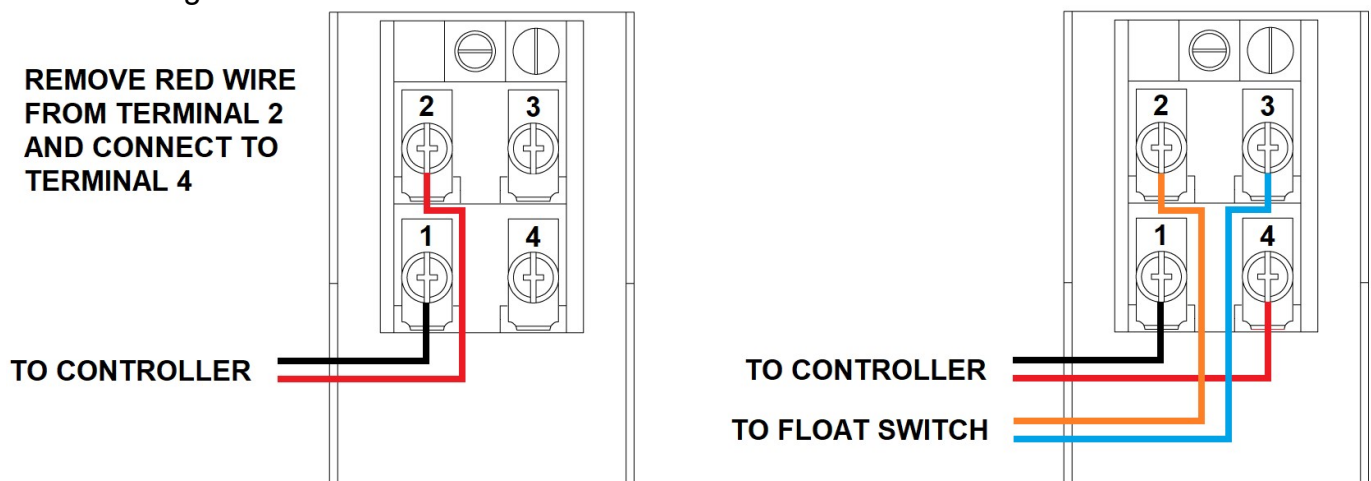 REMOVE RED WIRE
FROM TERMINAL 2
AND CONNECT TO
TERMINAL 4
2
3
1
4
TO CONTROLLER
2
3
1
4
TO CONTROLLER
TO FLOAT SWITCH